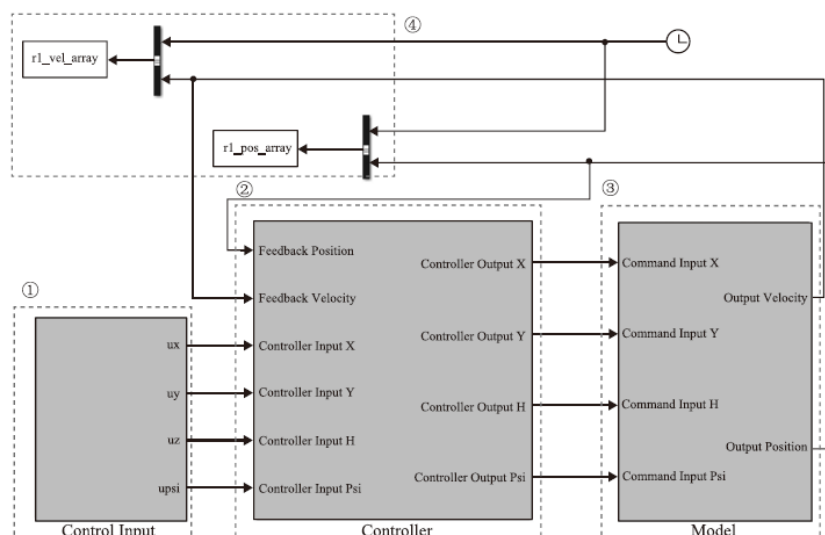 ④
r1_vel_array
r1_pos_array
②
③
①
Feedback Position
Feedback Velocity
Controller Input X
Controller Input Y
Controller Input H
Controller Input Psi
Controller Output X
Controller Output Y
Controller Output H
Controller Output Psi
Command Input X
Command Input Y
Command Input H
Command Input Psi
Output Velocity
Output Position
ux
uy
uz
upsi
Control Input
Controller
Model